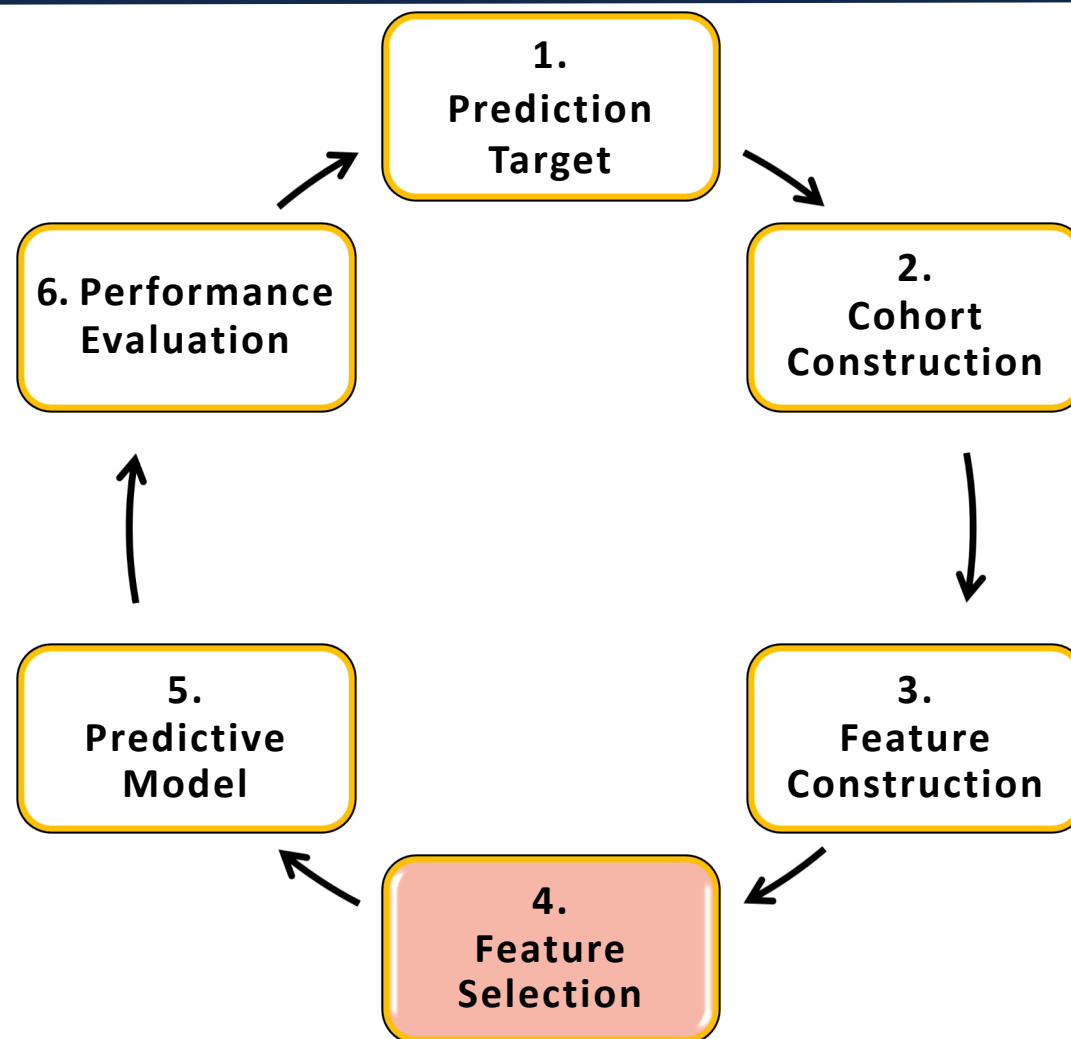 1.
Prediction
Target
2.
Cohort
Construction
3.
Feature
Construction
4.
Feature
Selection
5.
Predictive
Model
6. Performance
Evaluation